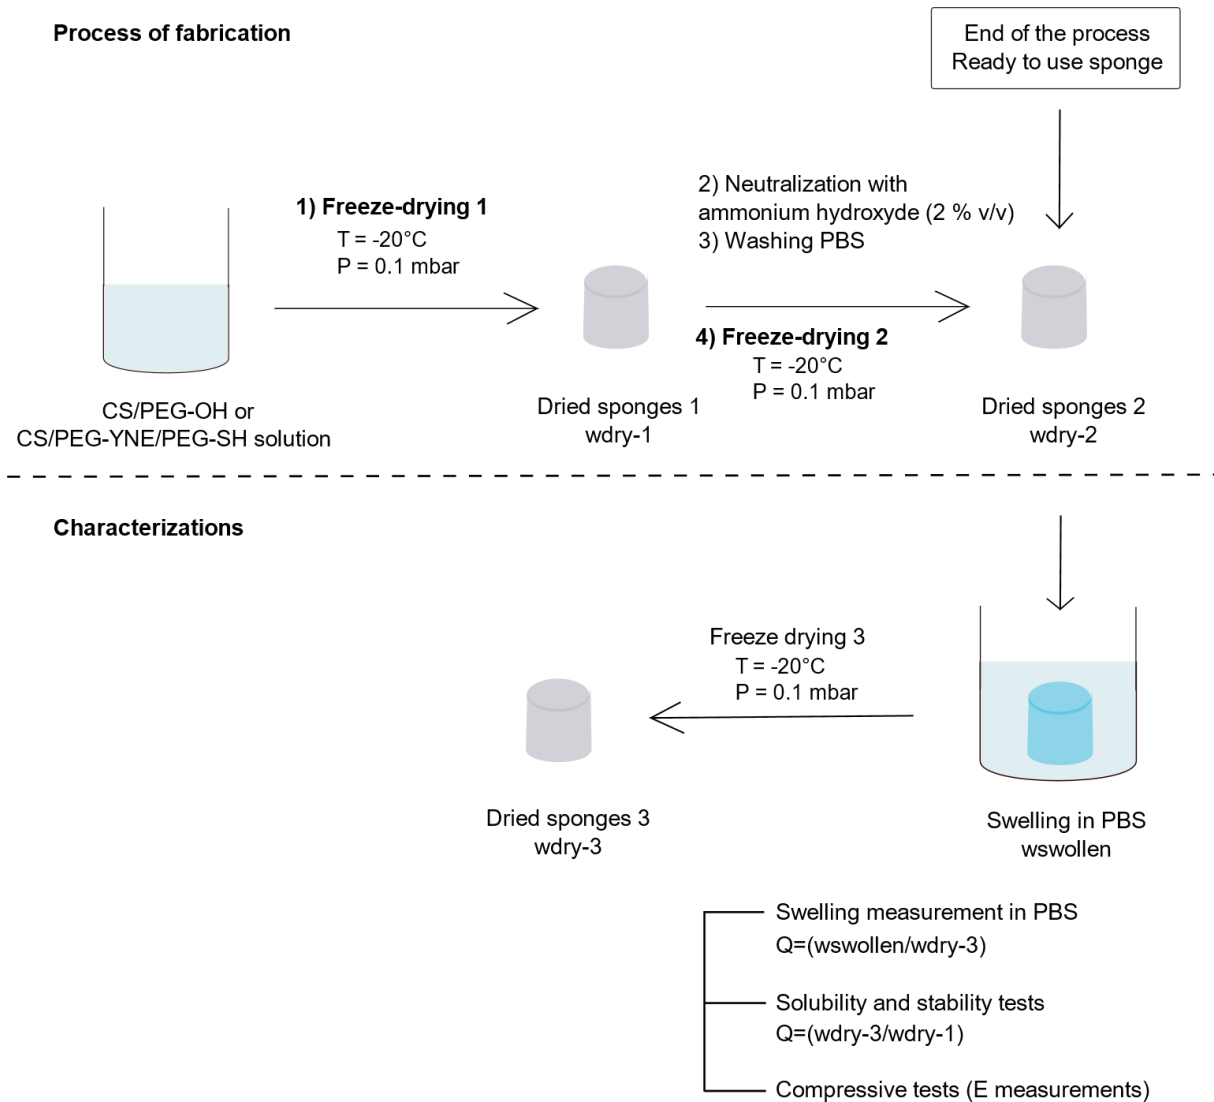 Process of fabrication
End of the process
Ready to use sponge
1) Freeze-drying 1
T = -20°C
P = 0.1 mbar
2) Neutralization with
ammonium hydroxyde (2 % v/v)
3) Washing PBS
4) Freeze-drying 2
T = -20°C
P = 0.1 mbar
CS/PEG-OH or
CS/PEG-YNE/PEG-SH solution
Dried sponges 1
wdry-1
Dried sponges 2
wdry-2
Characterizations
Freeze drying 3
T = -20°C
P = 0.1 mbar
Dried sponges 3
wdry-3
Swelling in PBS
wswollen
Swelling measurement in PBS
Q=(wswollen/wdry-3)
Solubility and stability tests
Q=(wdry-3/wdry-1)
Compressive tests (E measurements)